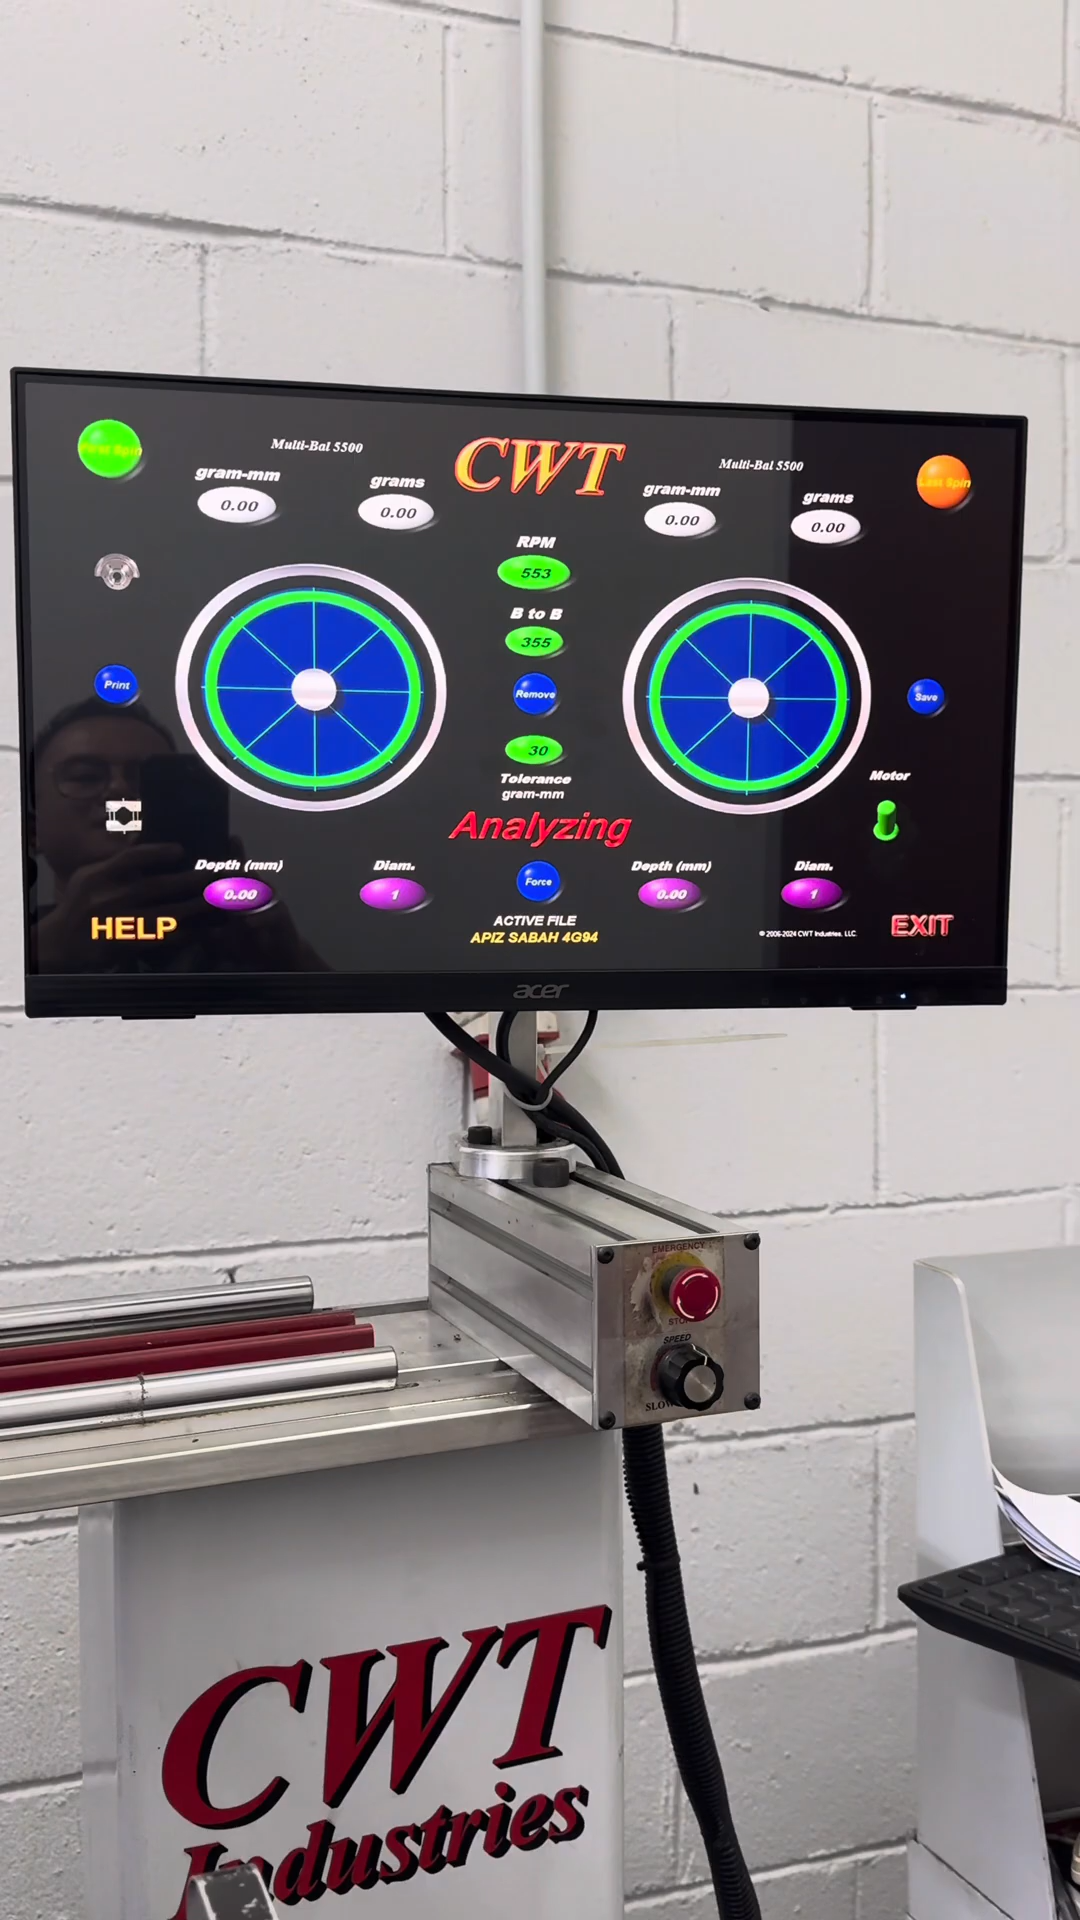 First Spin
Multi-Bal 5500
CWT
Multi-Bal 5500
Last Spin
gram-mm
grams
gram-mm
grams
0.00
0.00
0.00
0.00
RPM
553
B to B
355
Print
Remove
Save
30
Tolerance
gram-mm
Motor
Analyzing
Depth (mm)
Diam.
Depth (mm)
Diam.
0.00
1
Force
0.00
1
HELP
ACTIVE FILE
APIZ SABAH 4G94
© 2006-2024 CWT Industries, LLC.
EXIT
acer
EMERGENCY
STOP
SPEED
SLOW
CWT
Industries